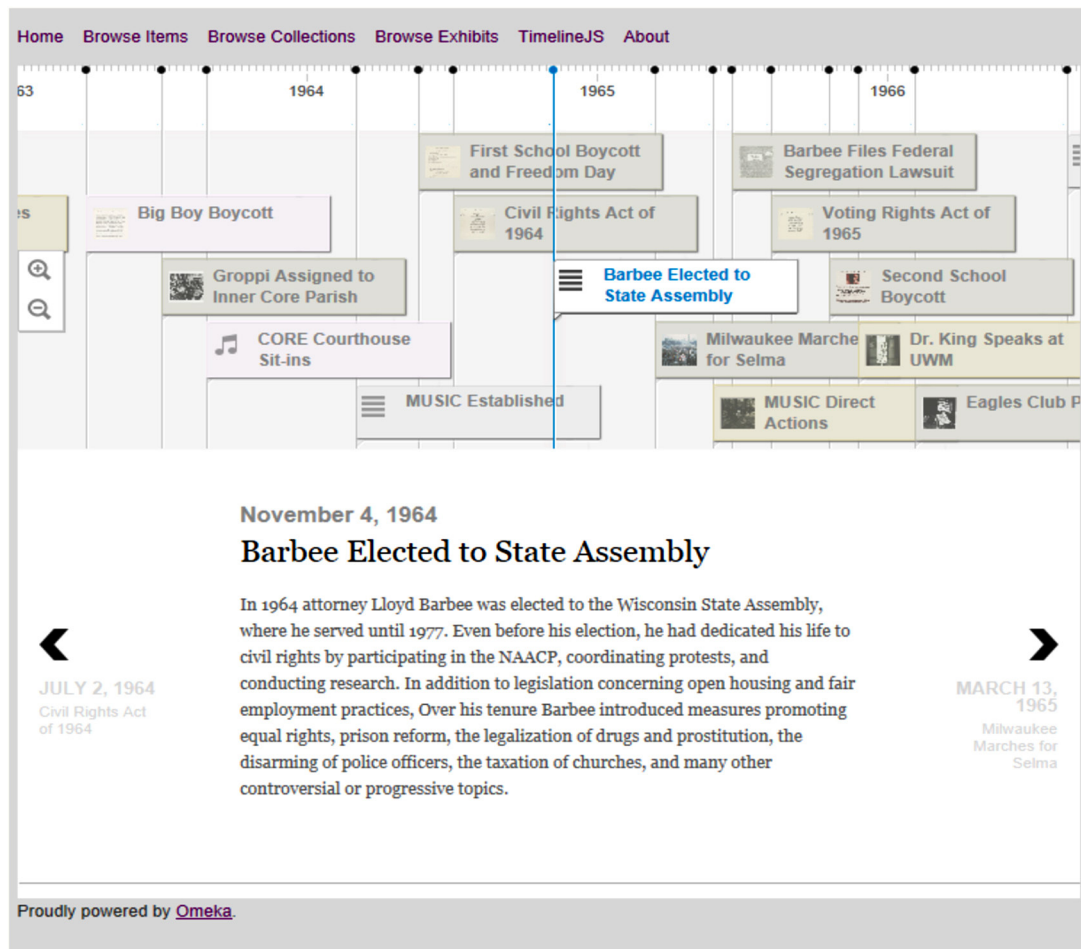 Home Browse Items Browse Collections Browse Exhibits TimelineJS About
63 1964 1965 1966
First School Boycott
and Freedom Day
Barbee Files Federal
Segregation Lawsuit
es
Big Boy Boycott
Civil Rights Act of
1964
Voting Rights Act of
1965
Groppi Assigned to
Inner Core Parish
Barbee Elected to
State Assembly
Second School
Boycott
CORE Courthouse
Sit-ins
Milwaukee Marche
for Selma
Dr. King Speaks at
UWM
MUSIC Established
MUSIC Direct
Actions
Eagles Club P
November 4, 1964
Barbee Elected to State Assembly
In 1964 attorney Lloyd Barbee was elected to the Wisconsin State Assembly,
where he served until 1977. Even before his election, he had dedicated his life to
civil rights by participating in the NAACP, coordinating protests, and
conducting research. In addition to legislation concerning open housing and fair
employment practices, Over his tenure Barbee introduced measures promoting
equal rights, prison reform, the legalization of drugs and prostitution, the
disarming of police officers, the taxation of churches, and many other
controversial or progressive topics.
JULY 2, 1964
Civil Rights Act
of 1964
MARCH 13,
1965
Milwaukee
Marches for
Selma
Proudly powered by Omeka.